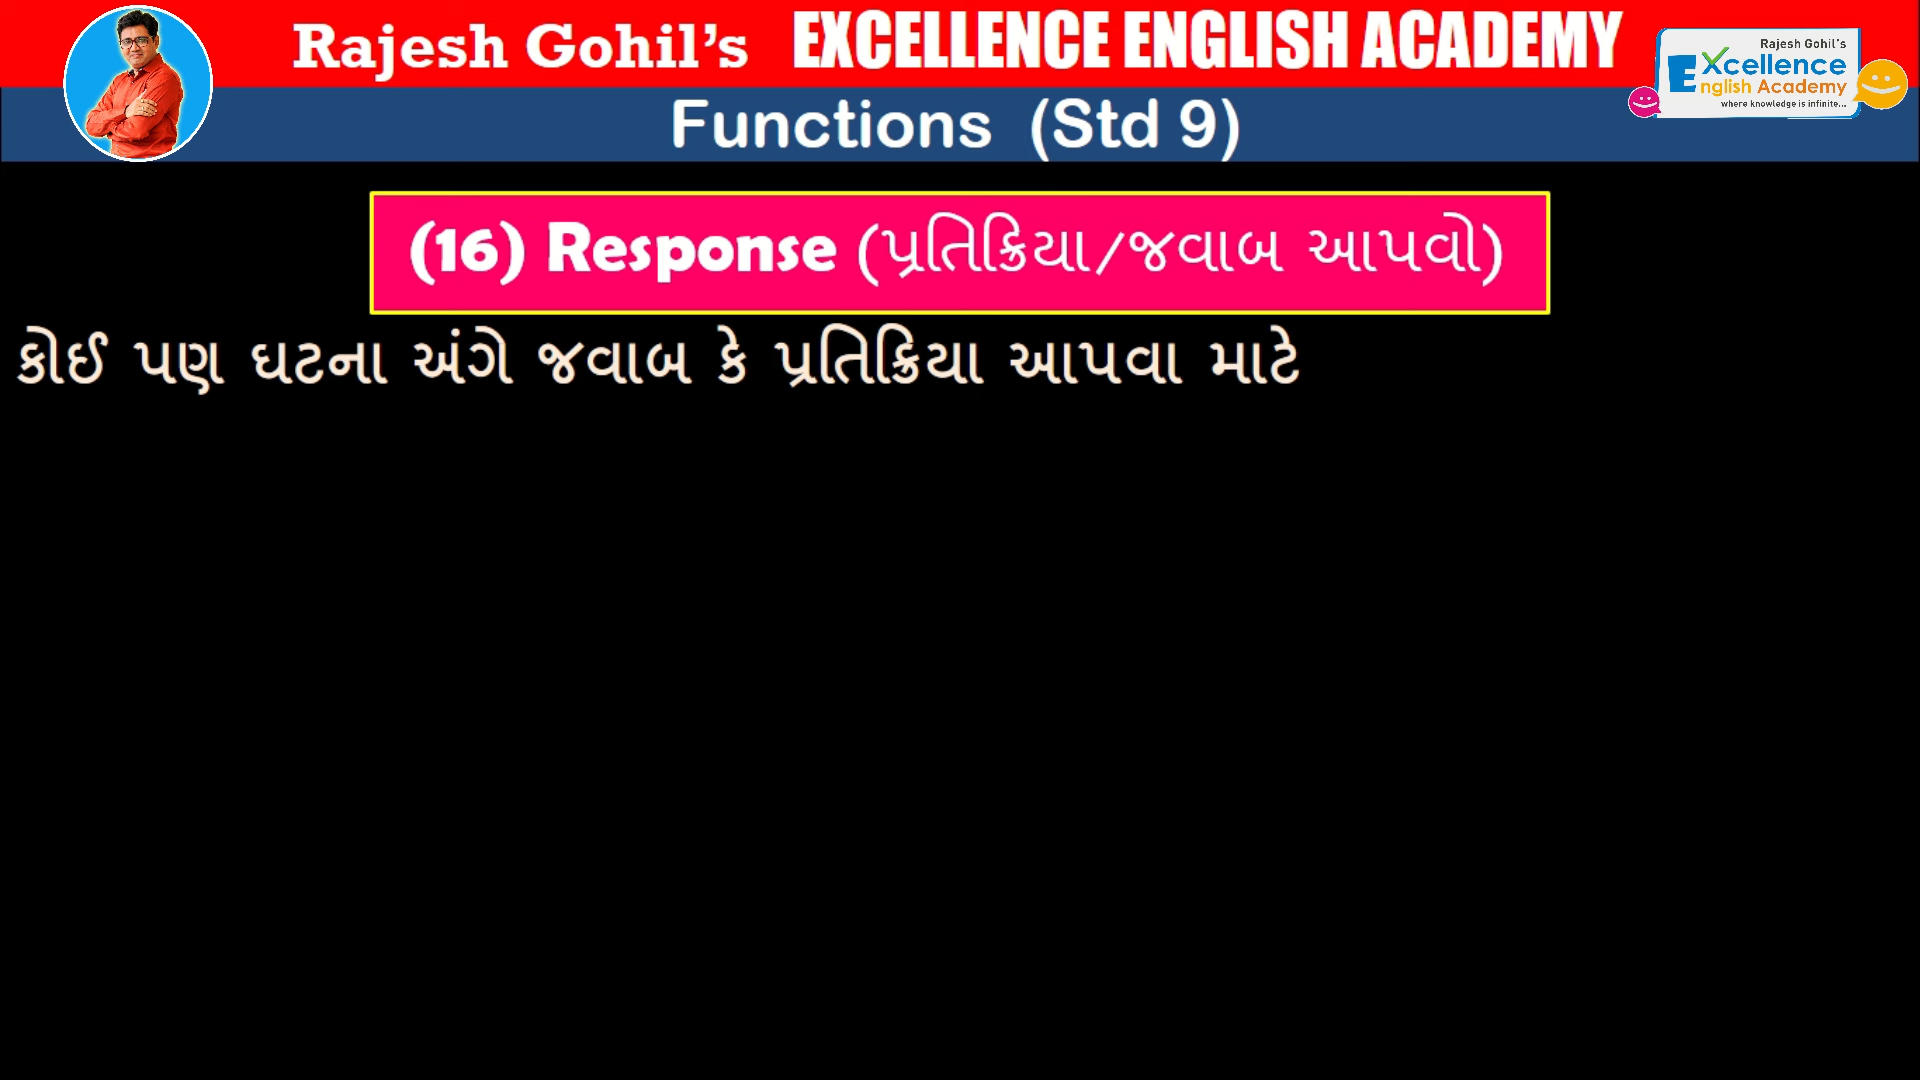 Rajesh Gohil's EXCELLENCE ENGLISH ACADEMY
Rajesh Gohil's
Excellence
English Academy
where knowledge is infinite...
Functions (Std 9)
(16) Response (પ્રતિક્રિયા/જવાબ આપવો)
કોઈ પણ ઘટના અંગે જવાબ કે પ્રતિક્રિયા આપવા માટે